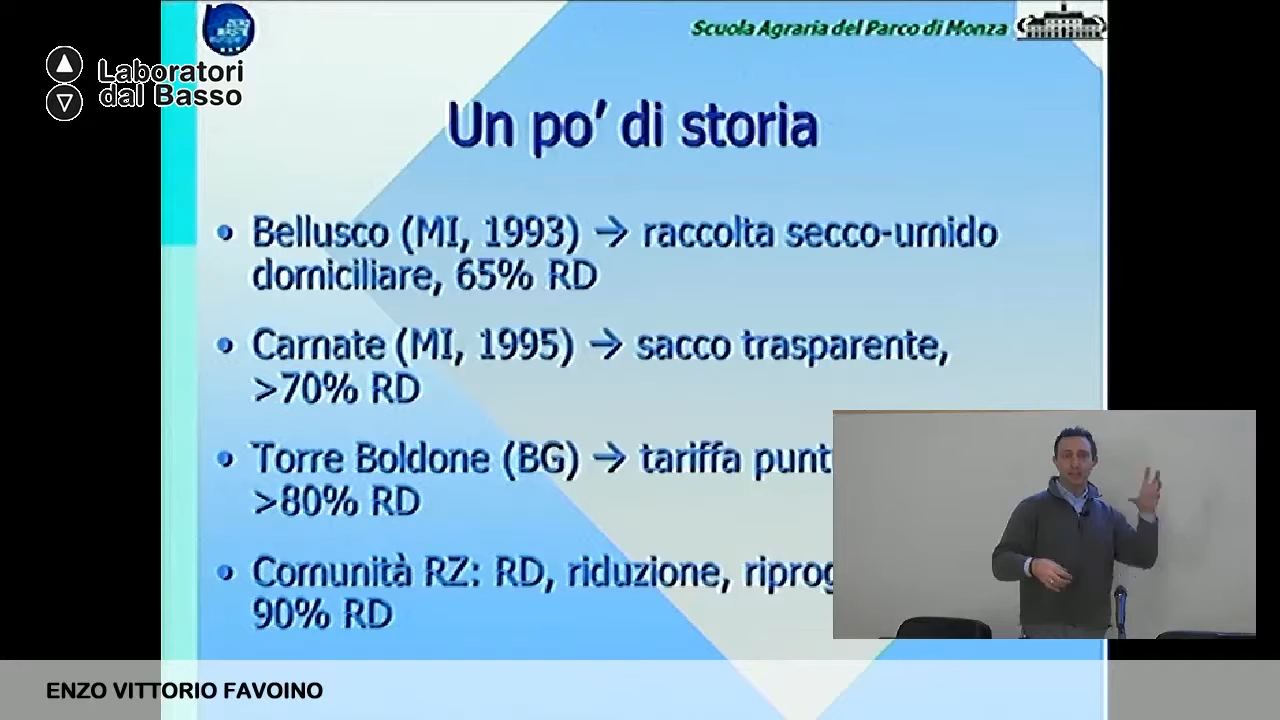 Scuola Agraria del Parco di Monza
Laboratori
dal Basso
Un po' di storia
• Bellusco (MI, 1993) → raccolta secco-umido
domiciliare, 65% RD
• Carnate (MI, 1995) → sacco trasparente,
>70% RD
• Torre Boldone (BG) → tariffa
>80% RD
• Comunità RZ: RD, riduzione,
90% RD
ENZO VITTORIO FAVOINO